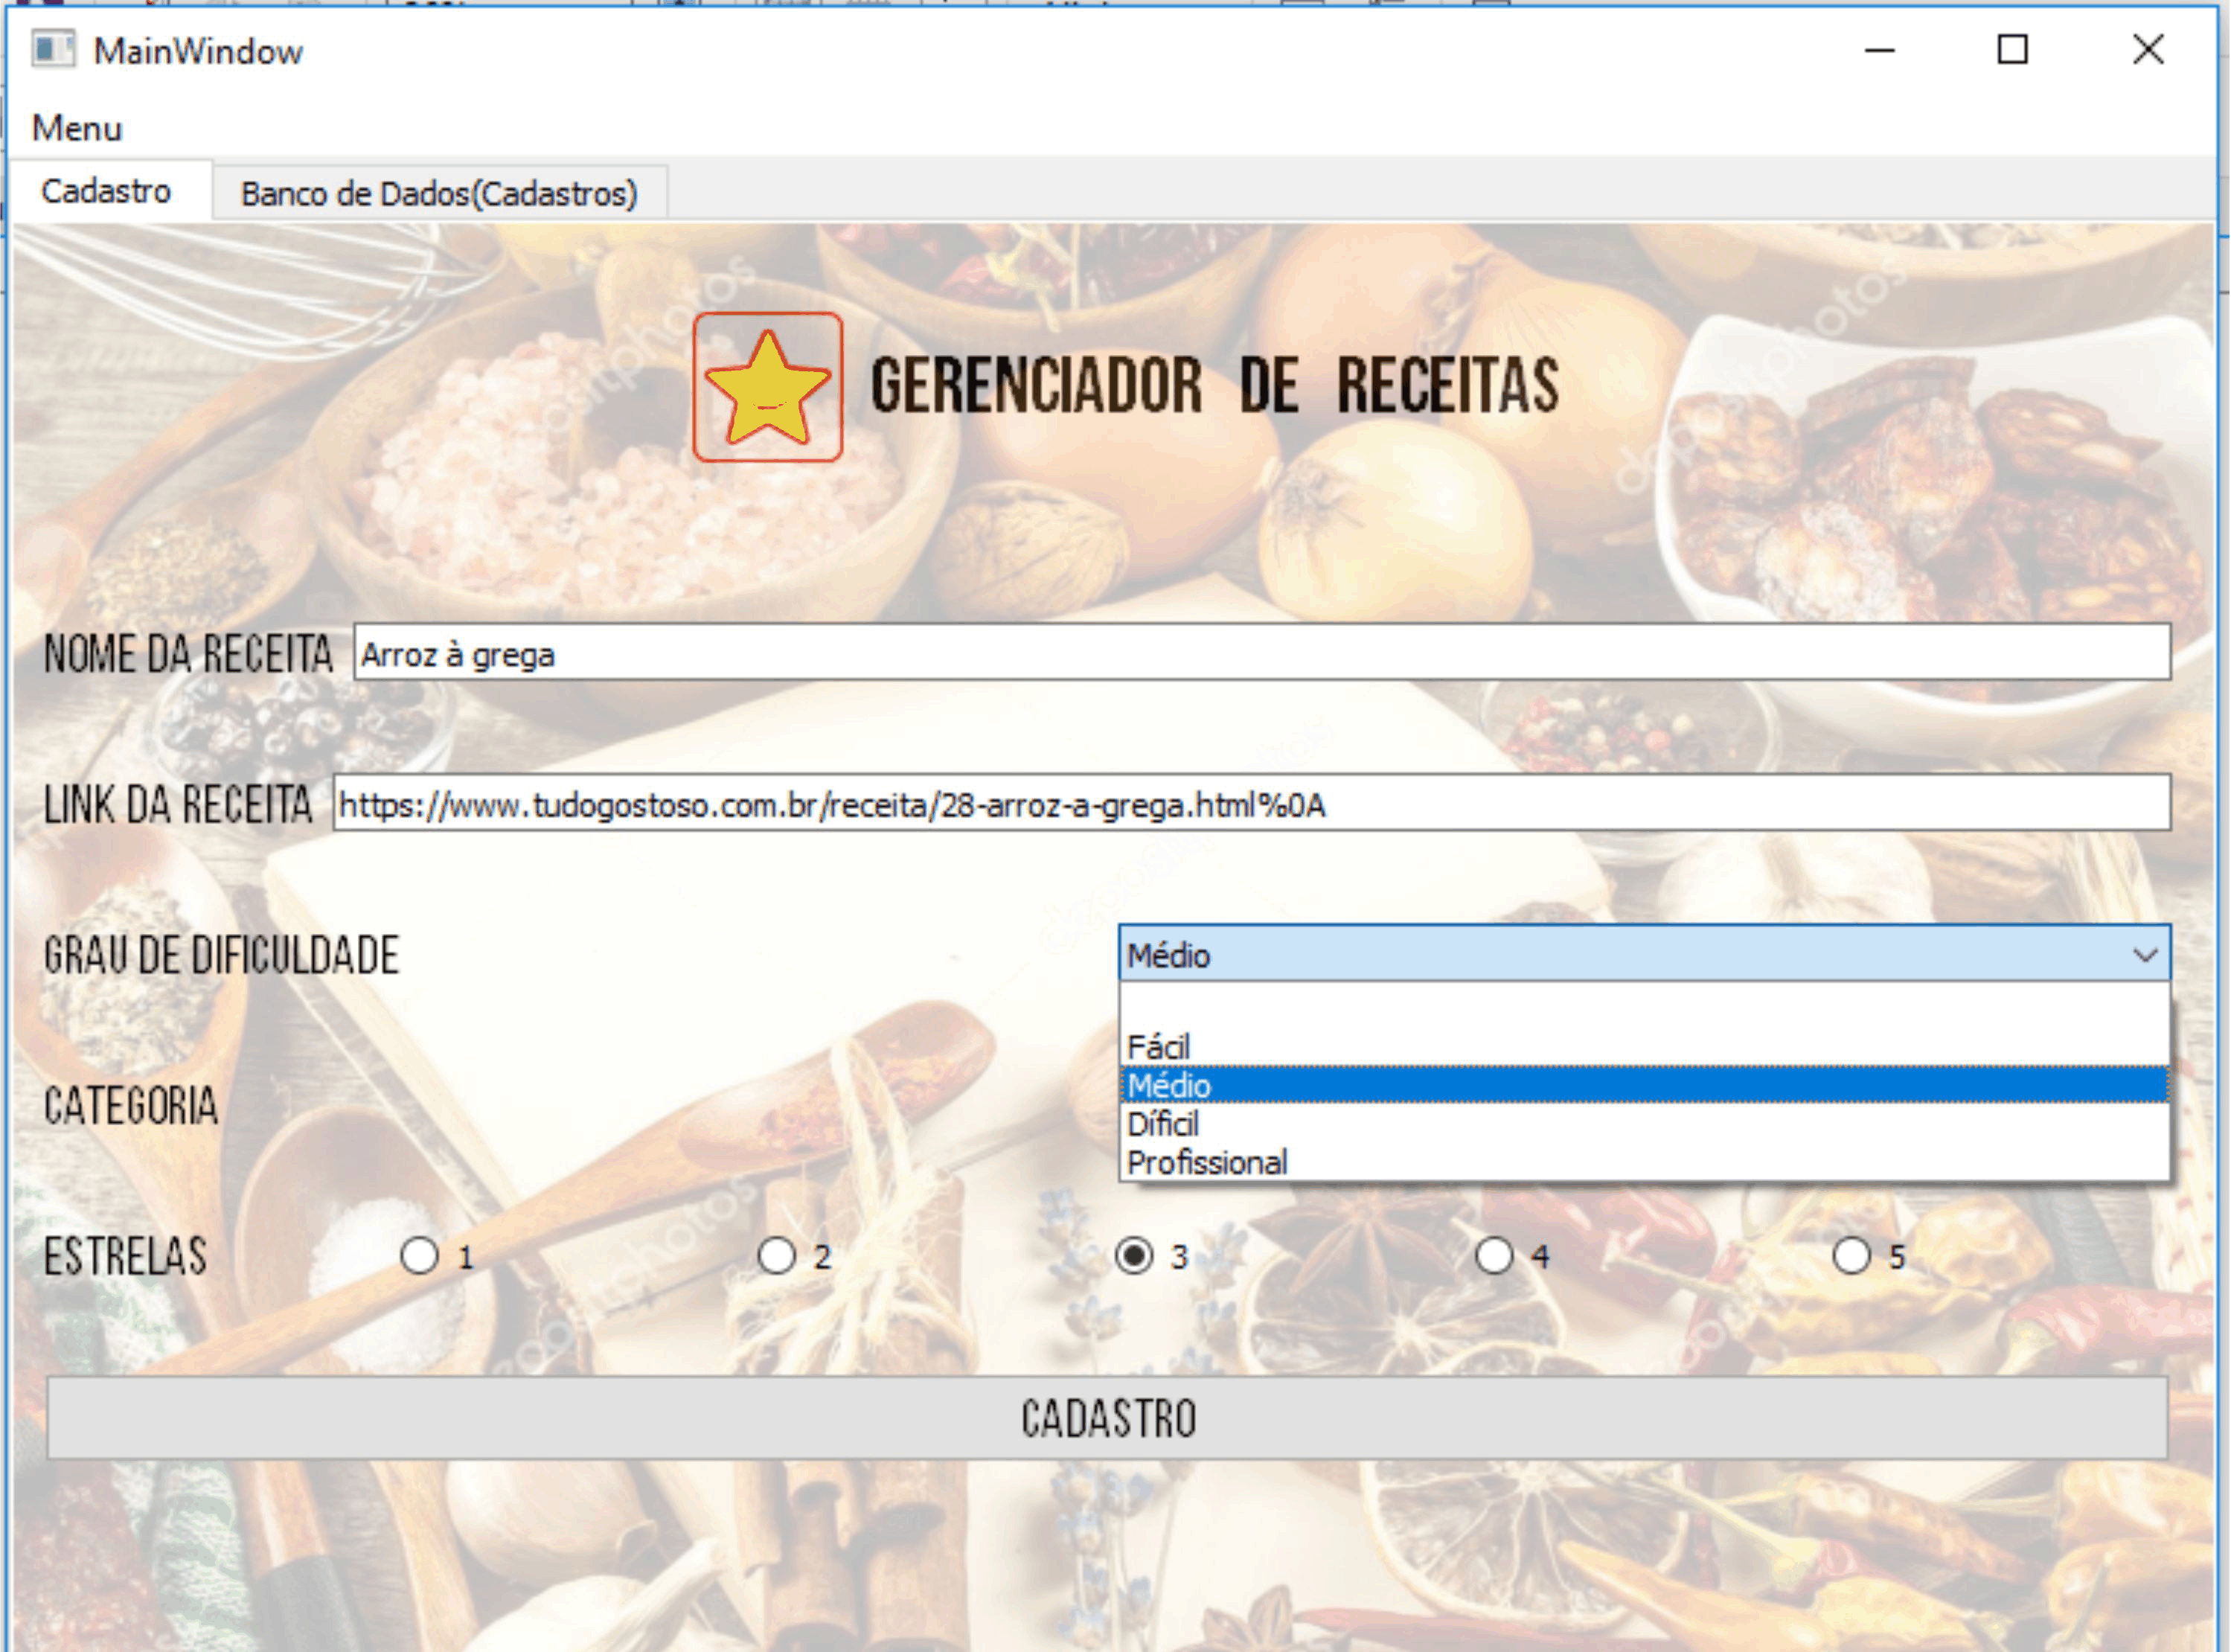 MainWindow
Menu
Cadastro
Banco de Dados(Cadastros)
GERENCIADOR DE RECEITAS
NOME DA RECEITA Arroz à grega
LINK DA RECEITA https://www.tudogostoso.com.br/receita/28-arroz-a-grega.html%0A
GRAU DE DIFICULDADE Médio
Fácil
Médio
CATEGORIA
Díficil
Profissional
ESTRELAS 1 2 3 4 5
CADASTRO
depositphotos